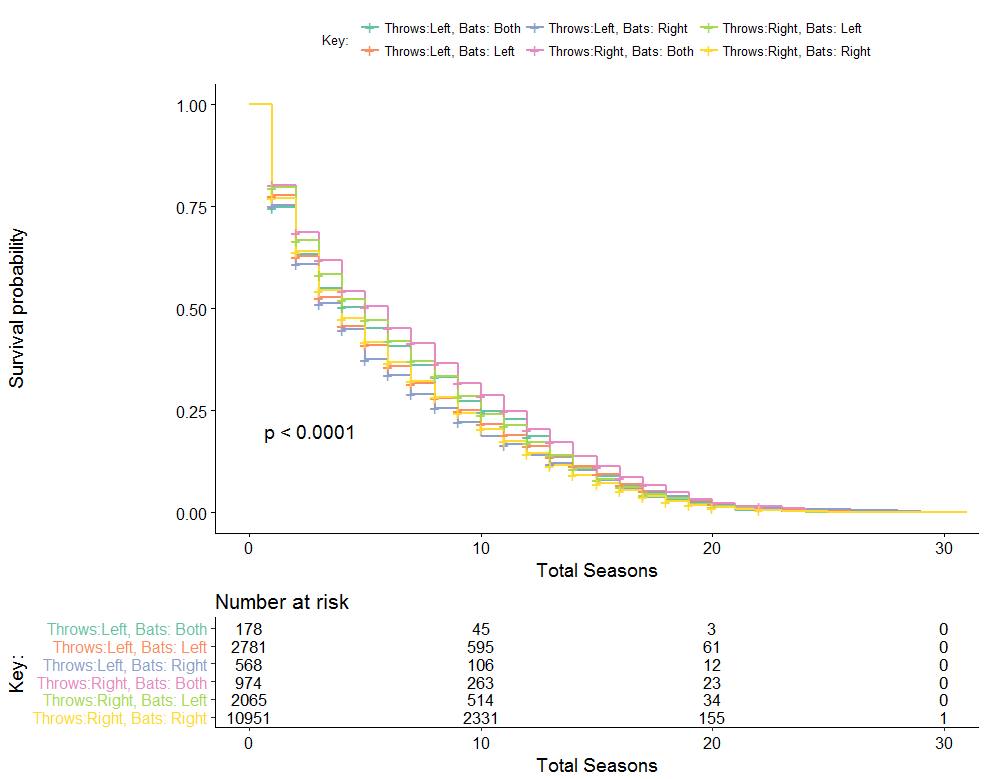 Key: Throws:Left, Bats: Both Throws:Left, Bats: Right Throws:Right, Bats: Left
Throws:Left, Bats: Left Throws:Right, Bats: Both Throws:Right, Bats: Right
Survival probability
1.00
0.75
0.50
0.25
0.00
p < 0.0001
0 10 20 30
Total Seasons
Number at risk
Key:
Throws:Left, Bats: Both 178 45 3 0
Throws:Left, Bats: Left 2781 595 61 0
Throws:Left, Bats: Right 568 106 12 0
Throws:Right, Bats: Both 974 263 23 0
Throws:Right, Bats: Left 2065 514 34 0
Throws:Right, Bats: Right 10951 2331 155 1
0 10 20 30
Total Seasons